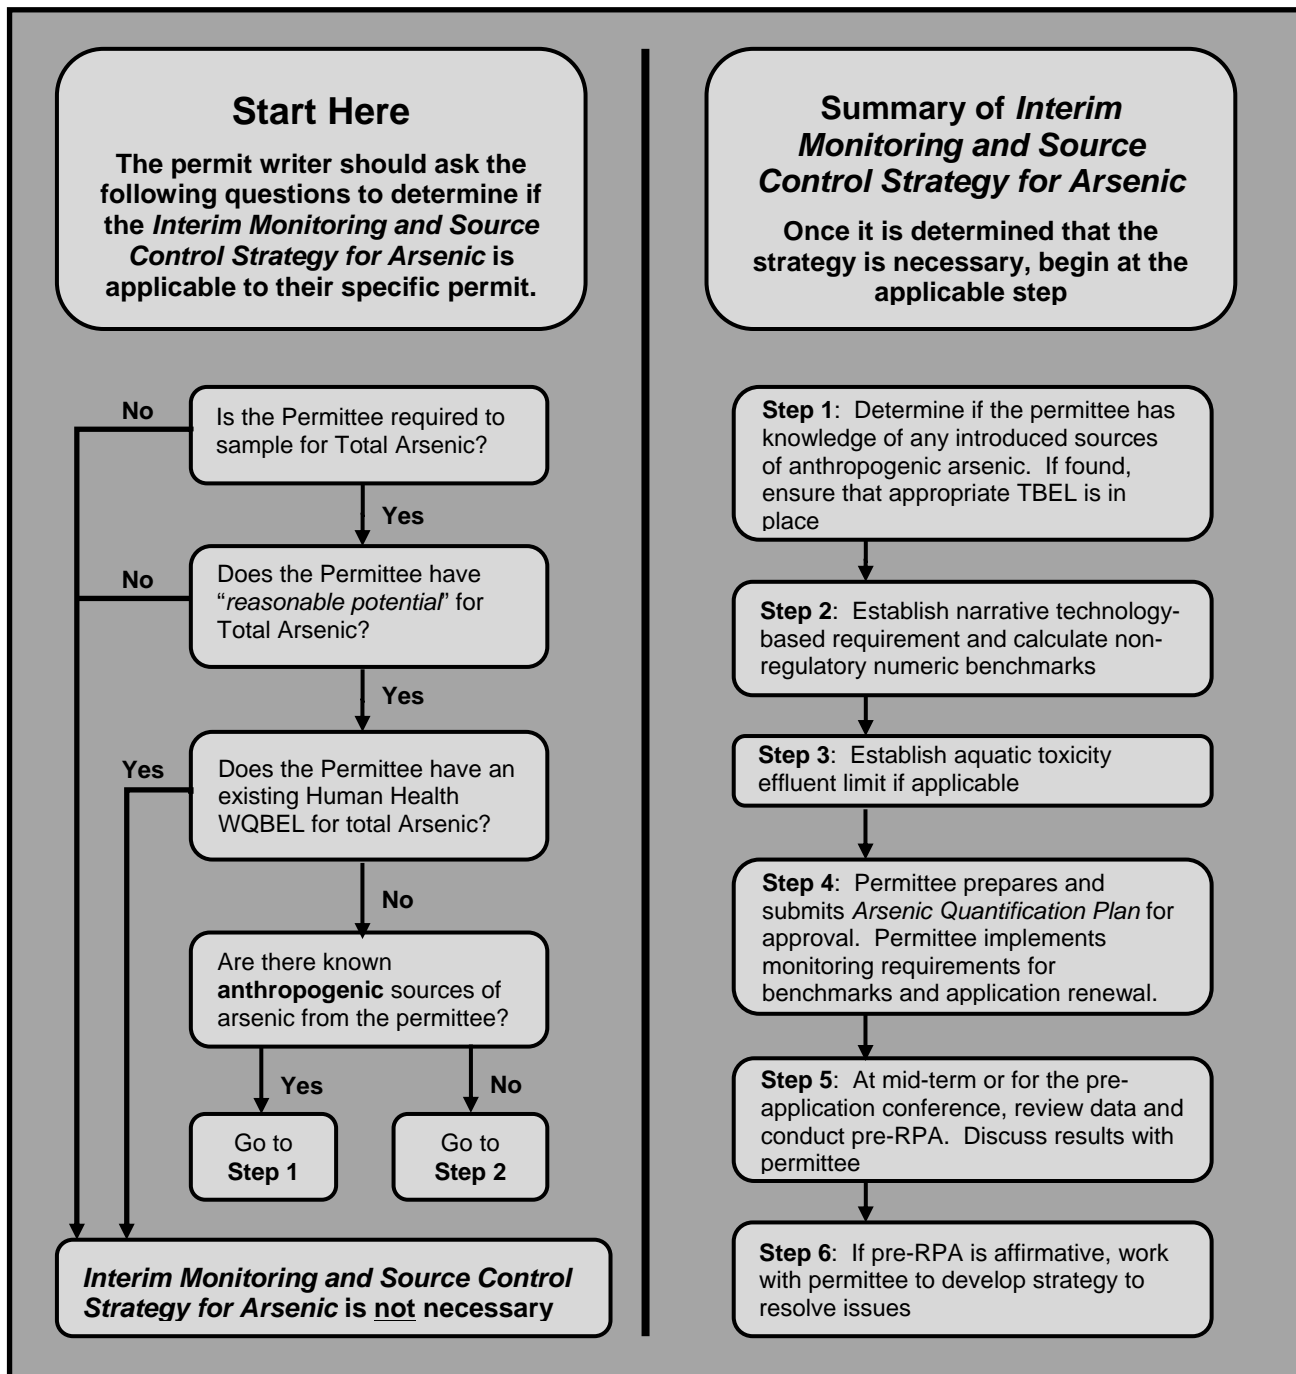 Start Here
The permit writer should ask the
following questions to determine if
the Interim Monitoring and Source
Control Strategy for Arsenic is
applicable to their specific permit.
No
Is the Permittee required to
sample for Total Arsenic?
Yes
No
Does the Permittee have
“reasonable potential” for
Total Arsenic?
Yes
Yes
Does the Permittee have an
existing Human Health
WQBEL for total Arsenic?
No
Are there known
anthropogenic sources of
arsenic from the permittee?
Yes
No
Go to
Step 1
Go to
Step 2
Interim Monitoring and Source Control
Strategy for Arsenic is not necessary
Summary of Interim
Monitoring and Source
Control Strategy for Arsenic
Once it is determined that the
strategy is necessary, begin at the
applicable step
Step 1: Determine if the permittee has
knowledge of any introduced sources
of anthropogenic arsenic. If found,
ensure that appropriate TBEL is in
place
Step 2: Establish narrative technology-
based requirement and calculate non-
regulatory numeric benchmarks
Step 3: Establish aquatic toxicity
effluent limit if applicable
Step 4: Permittee prepares and
submits Arsenic Quantification Plan for
approval. Permittee implements
monitoring requirements for
benchmarks and application renewal.
Step 5: At mid-term or for the pre-
application conference, review data and
conduct pre-RPA. Discuss results with
permittee
Step 6: If pre-RPA is affirmative, work
with permittee to develop strategy to
resolve issues